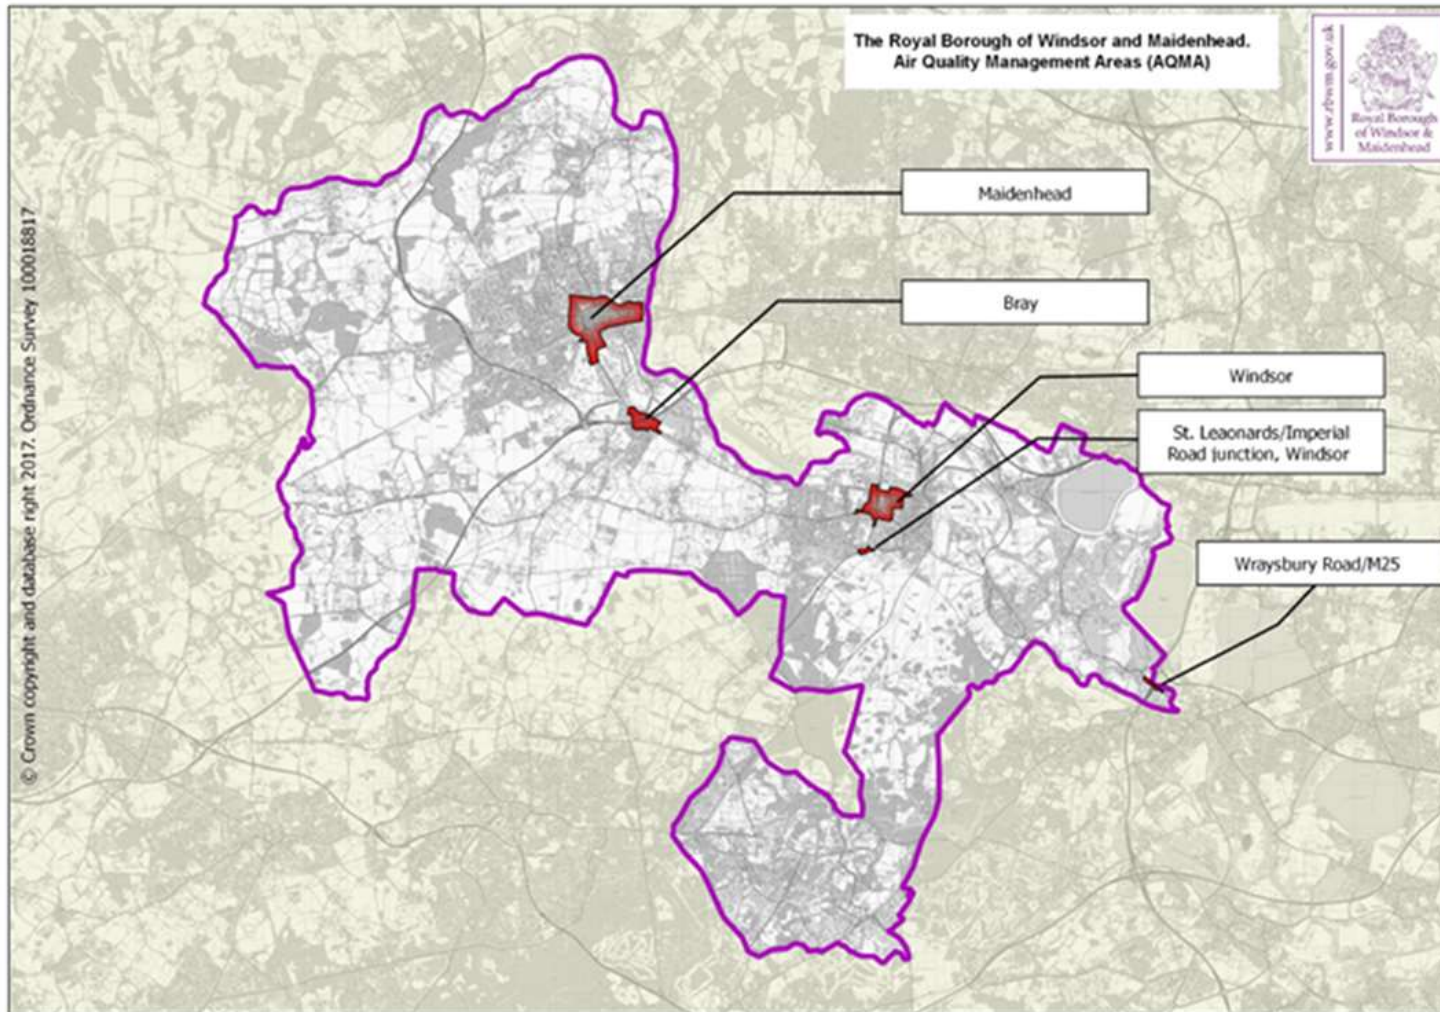 The Royal Borough of Windsor and Maidenhead.
Air Quality Management Areas (AQMA)
www.rbwm.gov.uk
Royal Borough
of Windsor &
Maidenhead
Maidenhead
Bray
Windsor
St. Leaonards/Imperial
Road junction, Windsor
Wraysbury Road/M25
© Crown copyright and database right 2017. Ordnance Survey 100018817